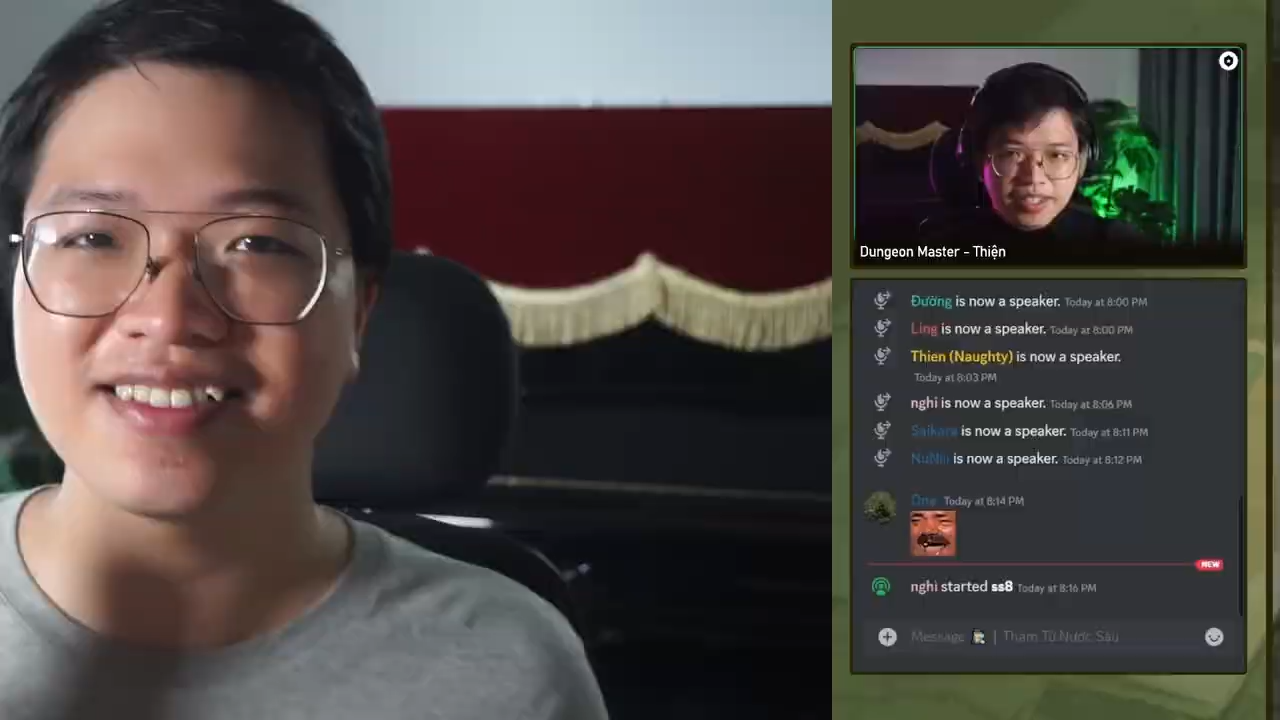 Dungeon Master - Thiện
Đường is now a speaker. Today at 8:00 PM
Ling is now a speaker. Today at 8:00 PM
Thien (Naughty) is now a speaker.
Today at 8:03 PM
nghi is now a speaker. Today at 8:06 PM
Saikara is now a speaker. Today at 8:11 PM
NuNiii is now a speaker. Today at 8:12 PM
One Today at 8:14 PM
NEW
nghi started ss8 Today at 8:16 PM
Message | Thám Tử Nước Sâu